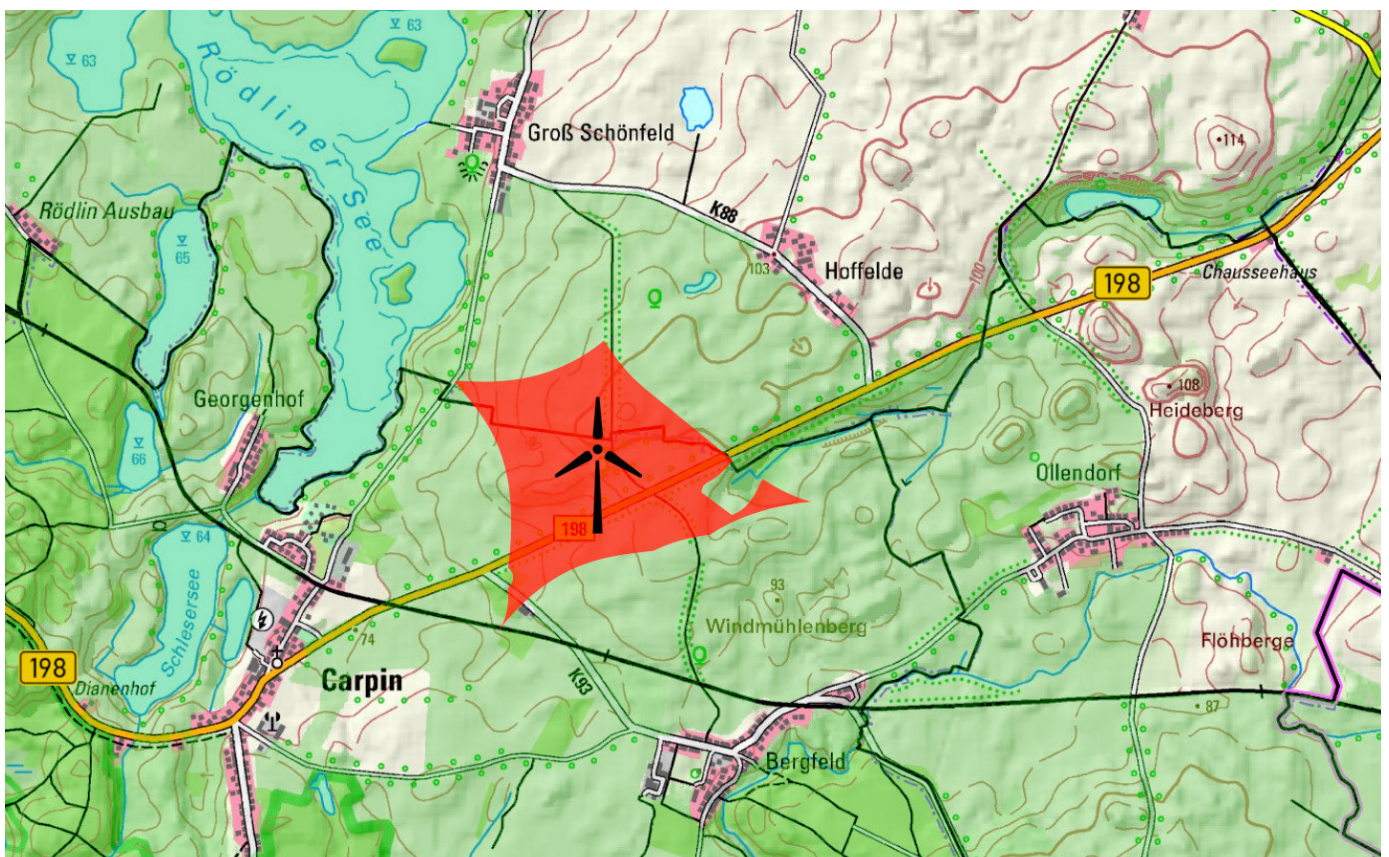 63
63
Rödliner See
Groß Schönfeld
114
Rödlin Ausbau
K88
65
103
Hoffelde
100
198
Chausseehaus
108
Heideberg
Georgenhof
66
Ollendorf
64
198
Schlesersee
93
Windmühlenberg
74
Flöhberge
198
Dianenhof
Carpin
K93
87
Bergfeld